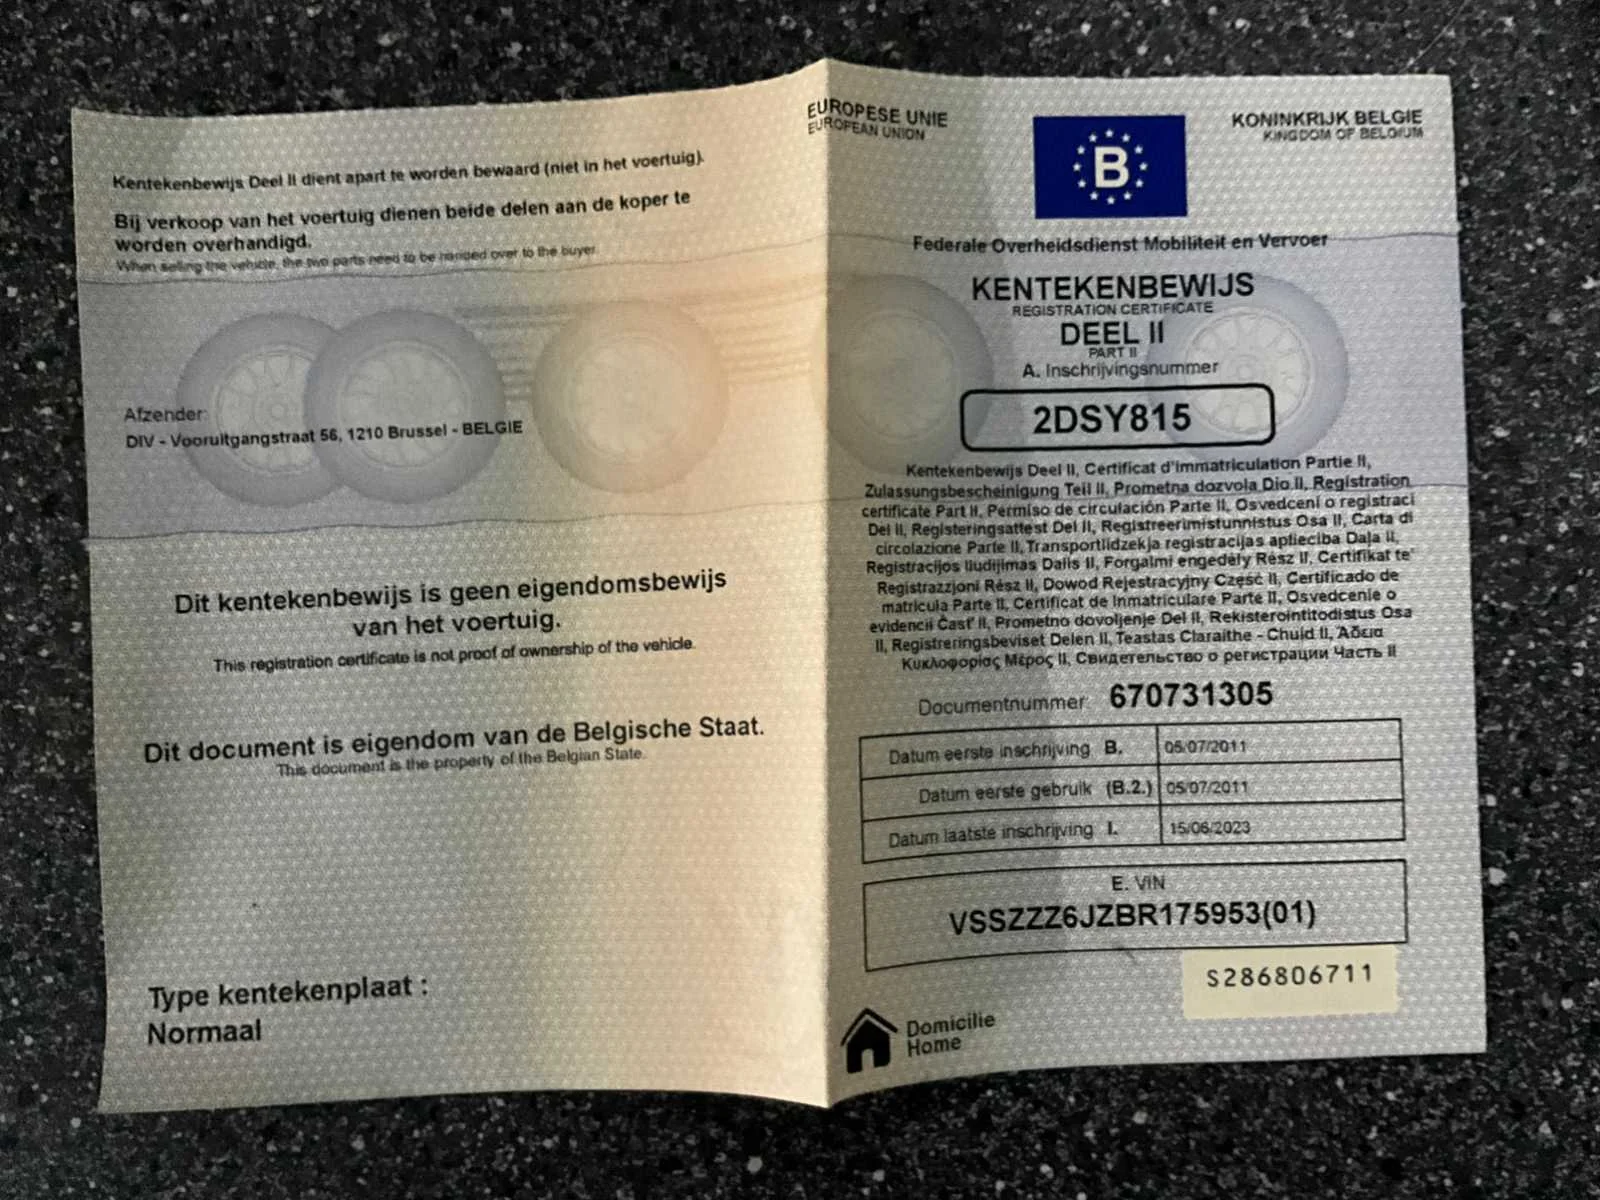 Kentekenbewijs Deel II dient apart te worden bewaard (niet in het voertuig).
Bij verkoop van het voertuig dienen beide delen aan de koper te
worden overhandigd.
When selling the vehicle, the two parts need to be handed over to the buyer.
Afzender:
DIV - Vooruitgangstraat 56, 1210 Brussel - BELGIE
Dit kentekenbewijs is geen eigendomsbewijs
van het voertuig.
This registration certificate is not proof of ownership of the vehicle.
Dit document is eigendom van de Belgische Staat.
This document is the property of the Belgian State.
Type kentekenplaat :
Normaal
EUROPESE UNIE
EUROPEAN UNION
B
KONINKRIJK BELGIE
KINGDOM OF BELGIUM
Federale Overheidsdienst Mobiliteit en Vervoer
KENTEKENBEWIJS
REGISTRATION CERTIFICATE
DEEL II
PART II
A. Inschrijvingsnummer
2DSY815
Kentekenbewijs Deel II, Certificat d'immatriculation Partie II,
Zulassungsbescheinigung Teil II, Prometna dozvola Dio II, Registration
certificate Part II, Permiso de circulación Parte II, Osvedceni o registraci
Del II, Registeringsattest Del II, Registreerimistunnistus Osa II, Carta di
circolazione Parte II, Transportlidzekja registracijas aplieciba Daļa II,
Registracijos liudijimas Dalis II, Forgalmi engedély Rész II, Certifikat ta'
Registrazzjoni Rész II, Dowod Rejestracyjny Część II, Certificado de
matricula Parte II, Certificat de Inmatriculare Parte II, Osvedcenie o
evidencii Časť II, Prometno dovoljenje Del II, Rekisterointitodistus Osa
II, Registreringsbeviset Delen II, Teastas Claraithe - Chuid II, Άδεια
Κυκλοφορίας Μέρος II, Свидетельство о регистрации Часть II
Documentnummer: 670731305
Datum eerste inschrijving B. 05/07/2011
Datum eerste gebruik (B.2.) 05/07/2011
Datum laatste inschrijving I. 15/06/2023
E. VIN
VSSZZZ6JZBR175953(01)
S286806711
Domicilie
Home